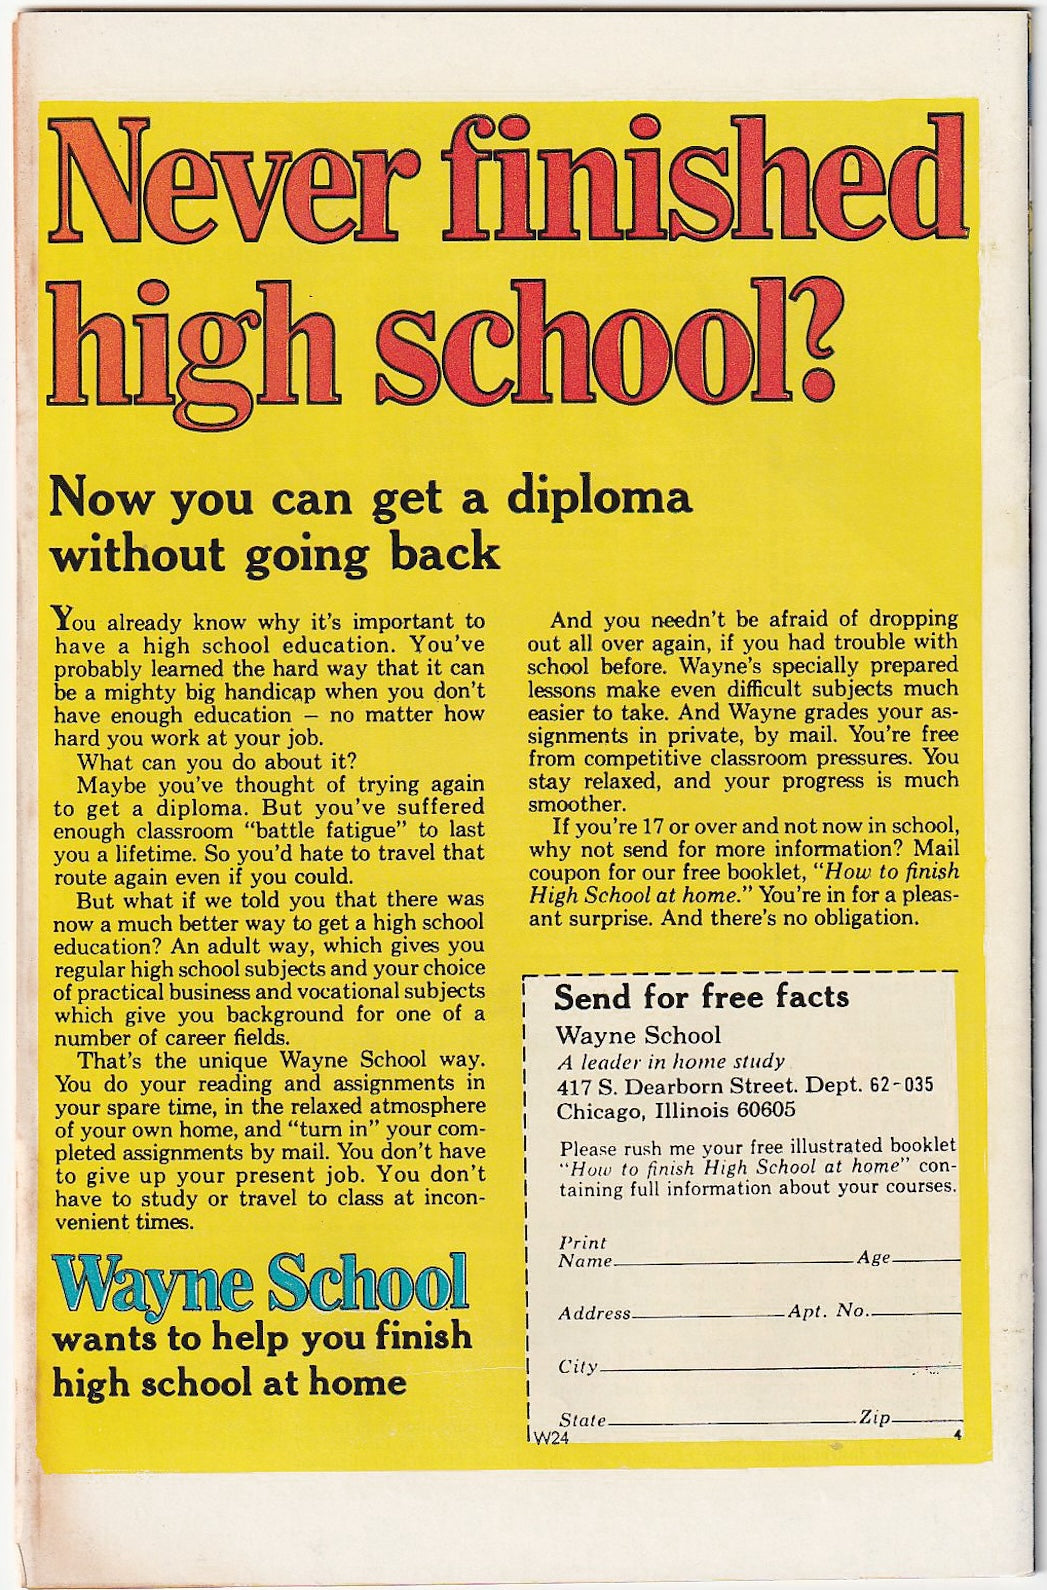 Never finished
high school?
Now you can get a diploma
without going back
You already know why it's important to
have a high school education. You've
probably learned the hard way that it can
be a mighty big handicap when you don't
have enough education – no matter how
hard you work at your job.
What can you do about it?
Maybe you've thought of trying again
to get a diploma. But you've suffered
enough classroom “battle fatigue” to last
you a lifetime. So you'd hate to travel that
route again even if you could.
But what if we told you that there was
now a much better way to get a high school
education? An adult way, which gives you
regular high school subjects and your choice
of practical business and vocational subjects
which give you background for one of a
number of career fields.
That's the unique Wayne School way.
You do your reading and assignments in
your spare time, in the relaxed atmosphere
of your own home, and “turn in” your com-
pleted assignments by mail. You don't have
to give up your present job. You don't
have to study or travel to class at incon-
venient times.
Wayne School
wants to help you finish
high school at home
And you needn't be afraid of dropping
out all over again, if you had trouble with
school before. Wayne's specially prepared
lessons make even difficult subjects much
easier to take. And Wayne grades your as-
signments in private, by mail. You're free
from competitive classroom pressures. You
stay relaxed, and your progress is much
smoother.
If you're 17 or over and not now in school,
why not send for more information? Mail
coupon for our free booklet, “How to finish
High School at home.” You're in for a pleas-
ant surprise. And there's no obligation.
Send for free facts
Wayne School
A leader in home study
417 S. Dearborn Street. Dept. 62-035
Chicago, Illinois 60605
Please rush me your free illustrated booklet
“How to finish High School at home” con-
taining full information about your courses.
Print
Name Age
Address Apt. No.
City
State Zip
W24 4